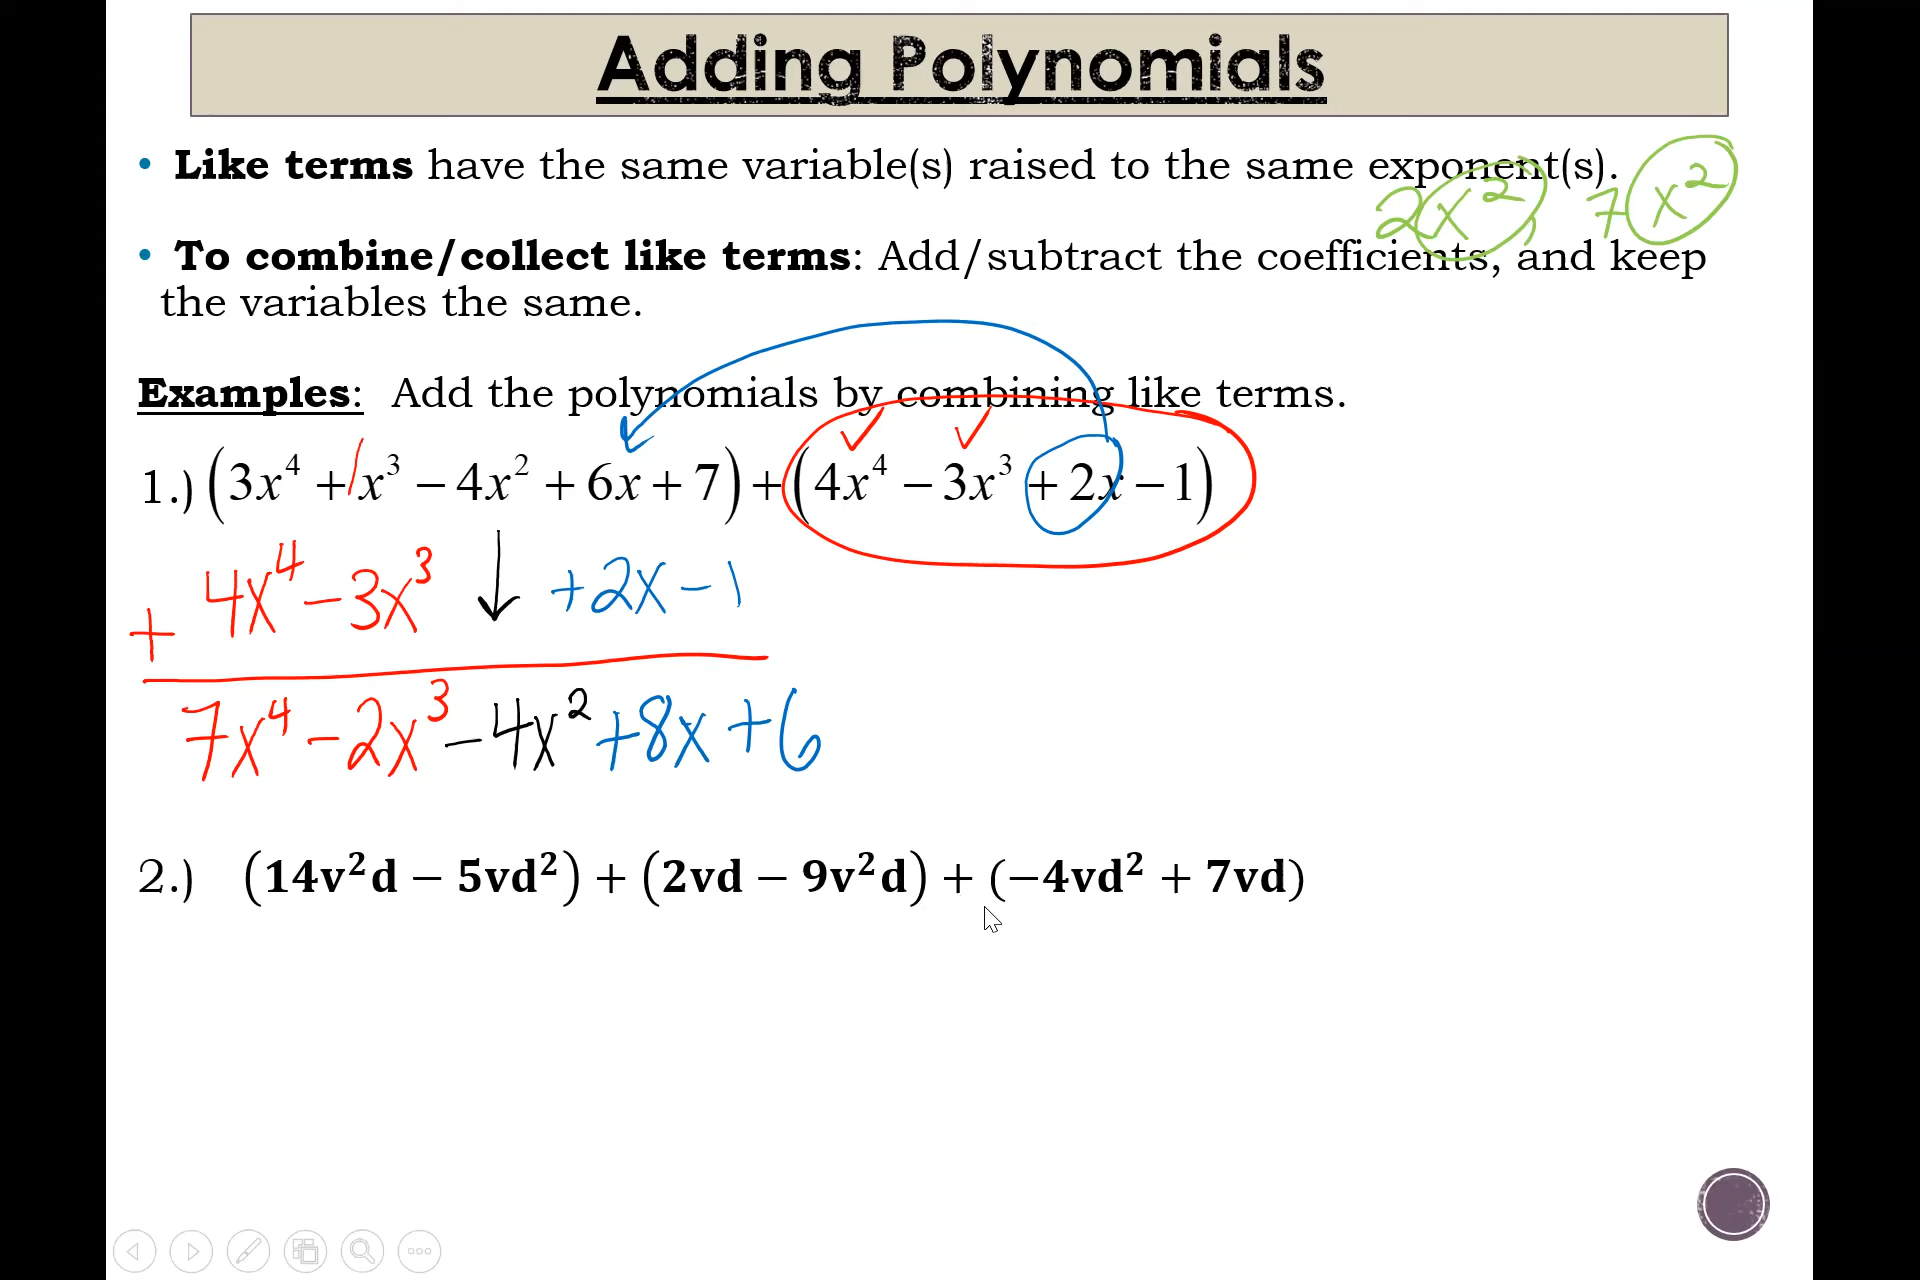 Adding Polynomials
• Like terms have the same variable(s) raised to the same exponent(s).
2x², 7x²
• To combine/collect like terms: Add/subtract the coefficients, and keep
the variables the same.
Examples: Add the polynomials by combining like terms.
1.) (3x⁴ + 1x³ − 4x² + 6x + 7) + (4x⁴ − 3x³ + 2x − 1)
+ 4x⁴ − 3x³ + 2x − 1
7x⁴ − 2x³ − 4x² + 8x + 6
2.) (14v²d − 5vd²) + (2vd − 9v²d) + (−4vd² + 7vd)